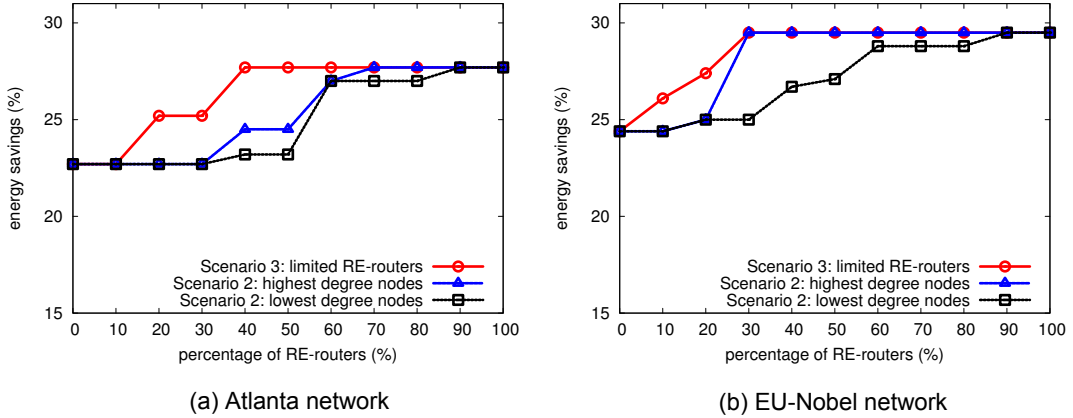 30
25
20
15
energy savings (%)
Scenario 3: limited RE-routers
Scenario 2: highest degree nodes
Scenario 2: lowest degree nodes
0 10 20 30 40 50 60 70 80 90 100
percentage of RE-routers (%)
(a) Atlanta network
30
25
20
15
energy savings (%)
Scenario 3: limited RE-routers
Scenario 2: highest degree nodes
Scenario 2: lowest degree nodes
0 10 20 30 40 50 60 70 80 90 100
percentage of RE-routers (%)
(b) EU-Nobel network